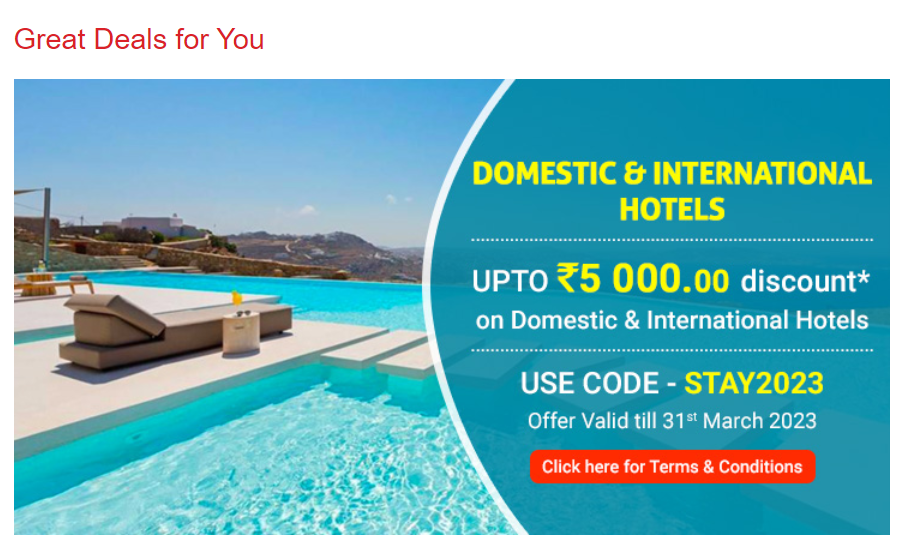 Great Deals for You
DOMESTIC & INTERNATIONAL
HOTELS
UPTO ₹5 000.00 discount*
on Domestic & International Hotels
USE CODE - STAY2023
Offer Valid till 31st March 2023
Click here for Terms & Conditions